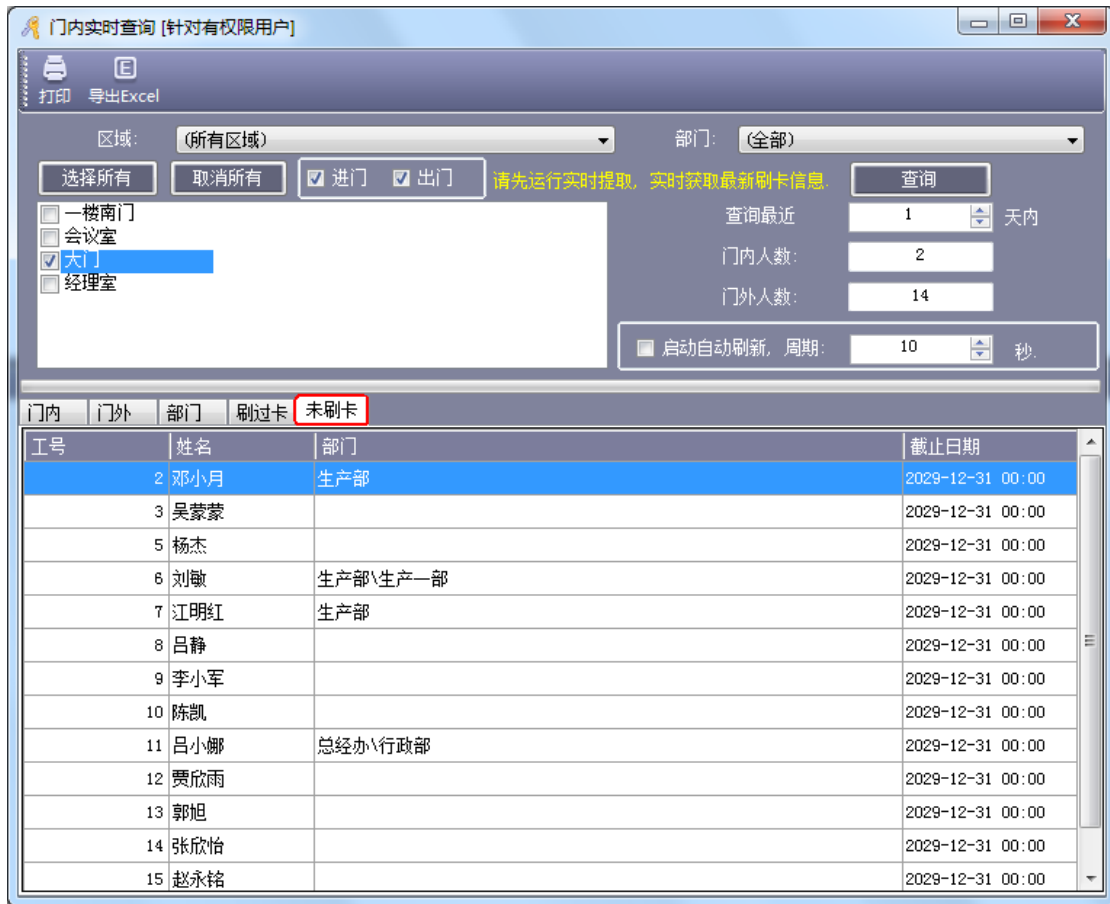 门内实时查询 [针对有权限用户]
打印 导出Excel
区域: (所有区域) 部门: (全部)
选择所有 取消所有 进门 出门 请先运行实时提取, 实时获取最新刷卡信息. 查询
一楼南门
会议室
大门
经理室
查询最近 1 天内
门内人数: 2
门外人数: 14
启动自动刷新, 周期: 10 秒.
门内 门外 部门 刷过卡 未刷卡
工号 姓名 部门 截止日期
2 邓小月 生产部 2029-12-31 00:00
3 吴蒙蒙 2029-12-31 00:00
5 杨杰 2029-12-31 00:00
6 刘敏 生产部\生产一部 2029-12-31 00:00
7 江明红 生产部 2029-12-31 00:00
8 吕静 2029-12-31 00:00
9 李小军 2029-12-31 00:00
10 陈凯 2029-12-31 00:00
11 吕小娜 总经办\行政部 2029-12-31 00:00
12 贾欣雨 2029-12-31 00:00
13 郭旭 2029-12-31 00:00
14 张欣怡 2029-12-31 00:00
15 赵永铭 2029-12-31 00:00